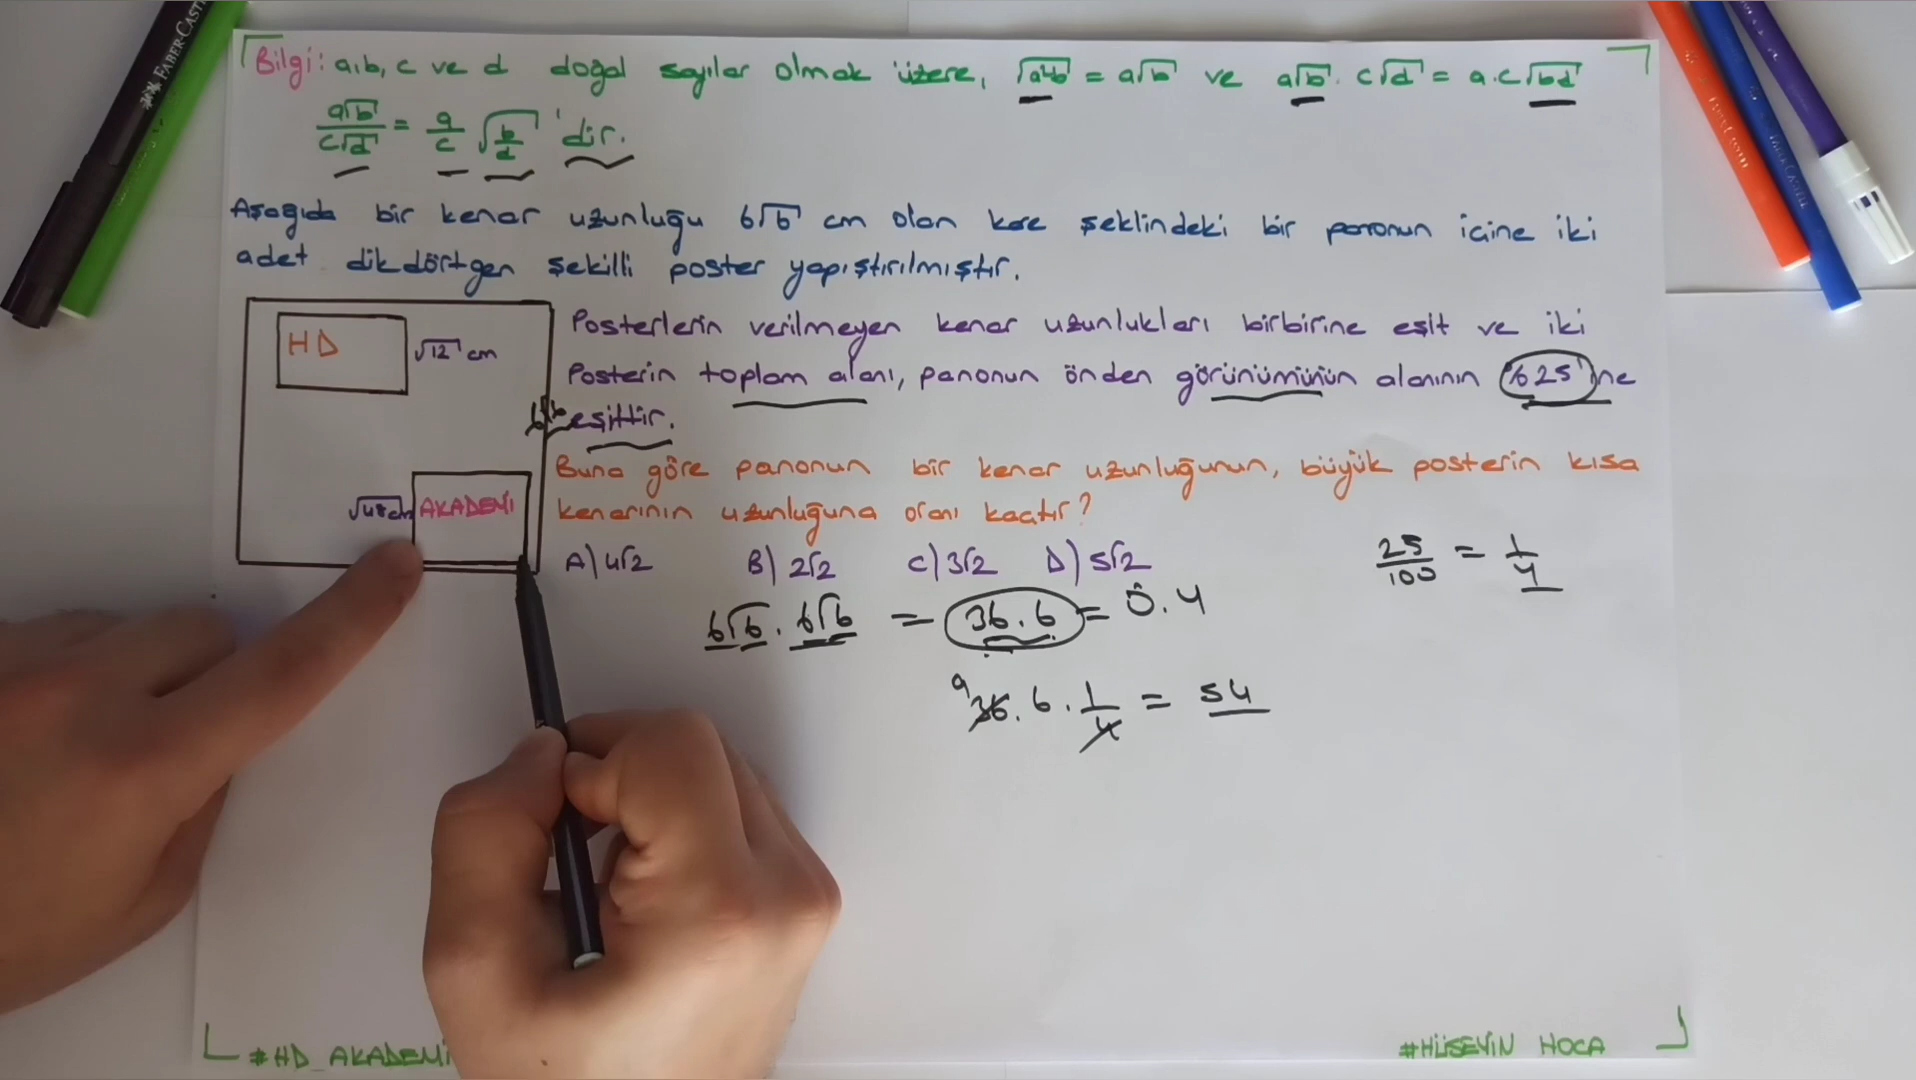 FABER-CASTELL
Bilgi: a,b, c ve d doğal sayılar olmak üzere, √a²b = a√b ve a√b . c√d = a.c√bd
a√b / c√d = a/c √b/d 'dir.
Aşağıda bir kenar uzunluğu 6√6 cm olan kare şeklindeki bir panonun içine iki
adet dikdörtgen şekilli poster yapıştırılmıştır.
HD √12 cm
Posterlerin verilmeyen kenar uzunlukları birbirine eşit ve iki
Posterin toplam alanı, panonun önden görünümünün alanının %25'ine
6√6
eşittir.
Buna göre panonun bir kenar uzunluğunun, büyük posterin kısa
kenarının uzunluğuna oranı kaçtır?
√48 cm AKADEMİ
A) 4√2 B) 2√2 C) 3√2 D) 5√2
25/100 = 1/4
6√6 . 6√6 = 36.6 = Ö.4
9
36 . 6 . 1/4 = 54
#HD_AKADEMİ
#HÜSEYİN HOCA